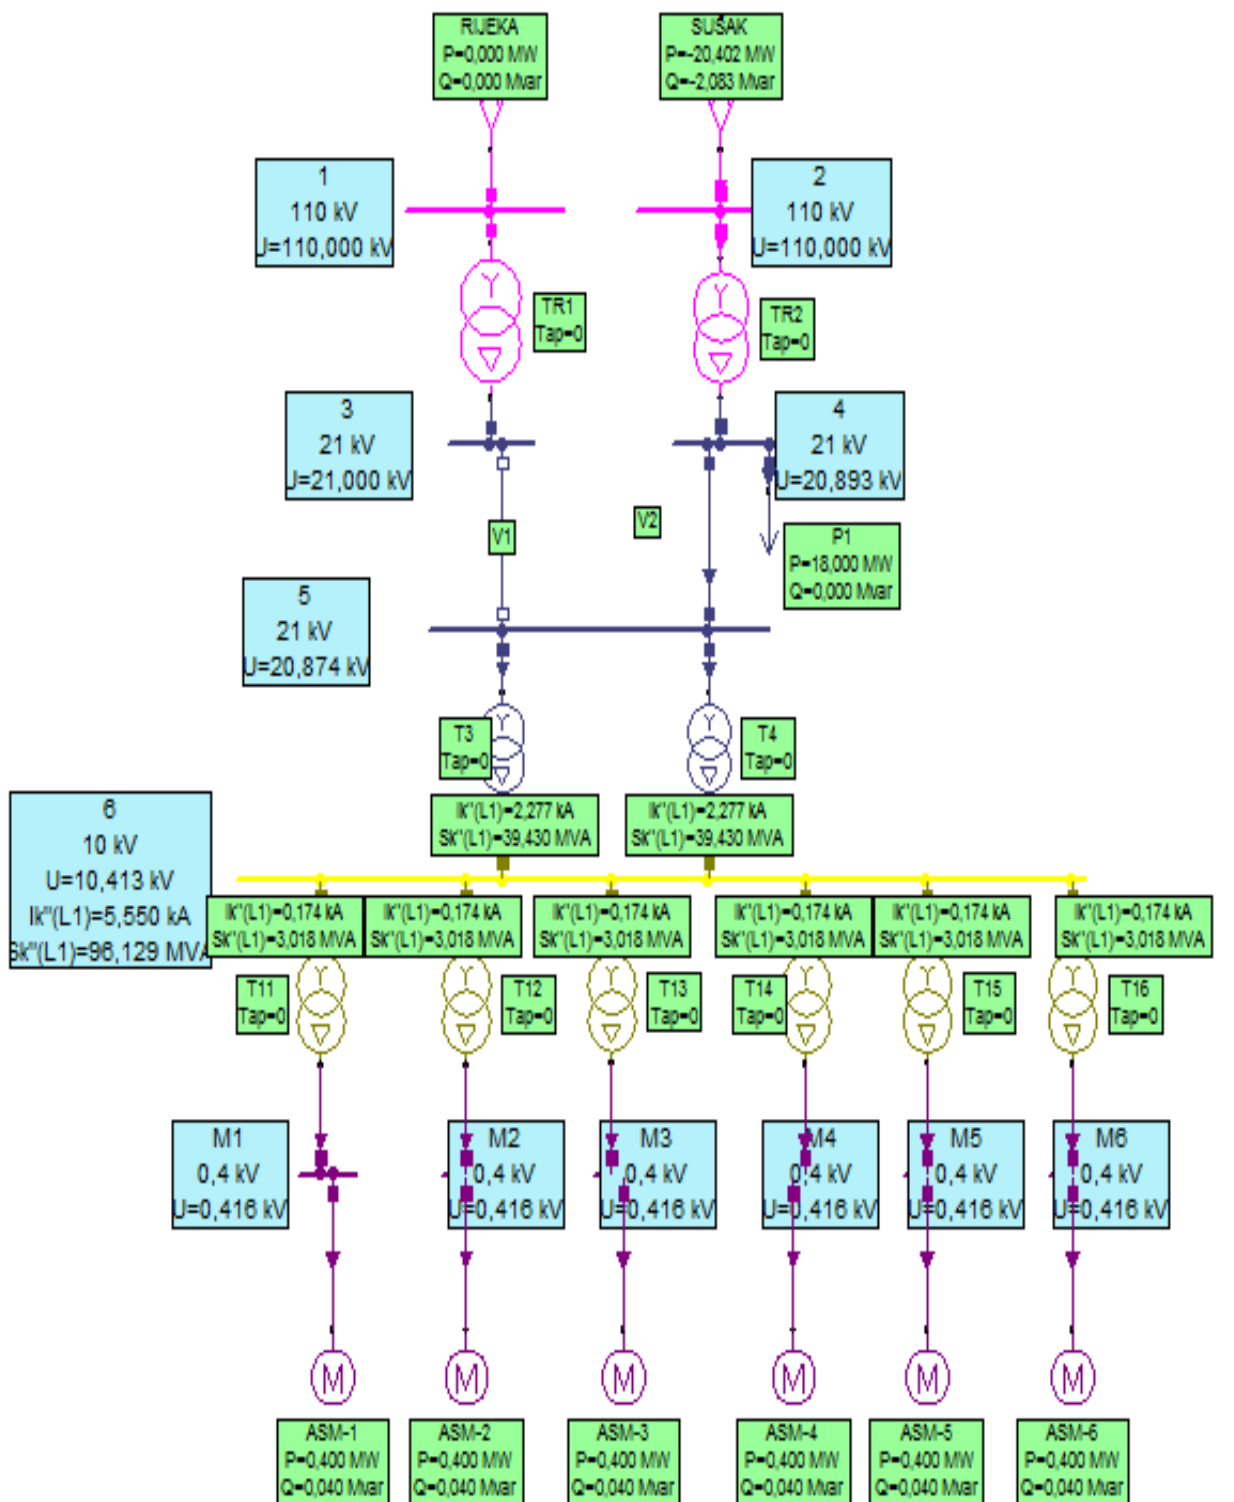 RIJEKA
P=0,000 MW
Q=0,000 Mvar
SUŠAK
P=-20,402 MW
Q=-2,083 Mvar
1
110 kV
U=110,000 kV
2
110 kV
U=110,000 kV
TR1
Tap=0
TR2
Tap=0
3
21 kV
U=21,000 kV
4
21 kV
U=20,893 kV
V1
V2
P1
P=18,000 MW
Q=0,000 Mvar
5
21 kV
U=20,874 kV
T3
Tap=0
T4
Tap=0
6
10 kV
U=10,413 kV
Ik"(L1)=5,550 kA
Sk"(L1)=96,129 MVA
Ik"(L1)=2,277 kA
Sk"(L1)=39,430 MVA
Ik"(L1)=2,277 kA
Sk"(L1)=39,430 MVA
Ik"(L1)=0,174 kA
Sk"(L1)=3,018 MVA
Ik"(L1)=0,174 kA
Sk"(L1)=3,018 MVA
Ik"(L1)=0,174 kA
Sk"(L1)=3,018 MVA
Ik"(L1)=0,174 kA
Sk"(L1)=3,018 MVA
Ik"(L1)=0,174 kA
Sk"(L1)=3,018 MVA
Ik"(L1)=0,174 kA
Sk"(L1)=3,018 MVA
T11
Tap=0
T12
Tap=0
T13
Tap=0
T14
Tap=0
T15
Tap=0
T16
Tap=0
M1
0,4 kV
U=0,416 kV
M2
0,4 kV
U=0,416 kV
M3
0,4 kV
U=0,416 kV
M4
0,4 kV
U=0,416 kV
M5
0,4 kV
U=0,416 kV
M6
0,4 kV
U=0,416 kV
M
M
M
M
M
M
ASM-1
P=0,400 MW
Q=0,040 Mvar
ASM-2
P=0,400 MW
Q=0,040 Mvar
ASM-3
P=0,400 MW
Q=0,040 Mvar
ASM-4
P=0,400 MW
Q=0,040 Mvar
ASM-5
P=0,400 MW
Q=0,040 Mvar
ASM-6
P=0,400 MW
Q=0,040 Mvar